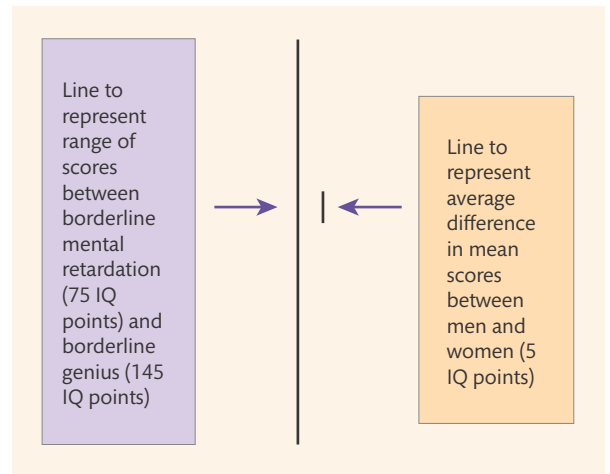 Line to
represent
range of
scores
between
borderline
mental
retardation
(75 IQ
points) and
borderline
genius (145
IQ points)
Line to
represent
average
difference
in mean
scores
between
men and
women (5
IQ points)